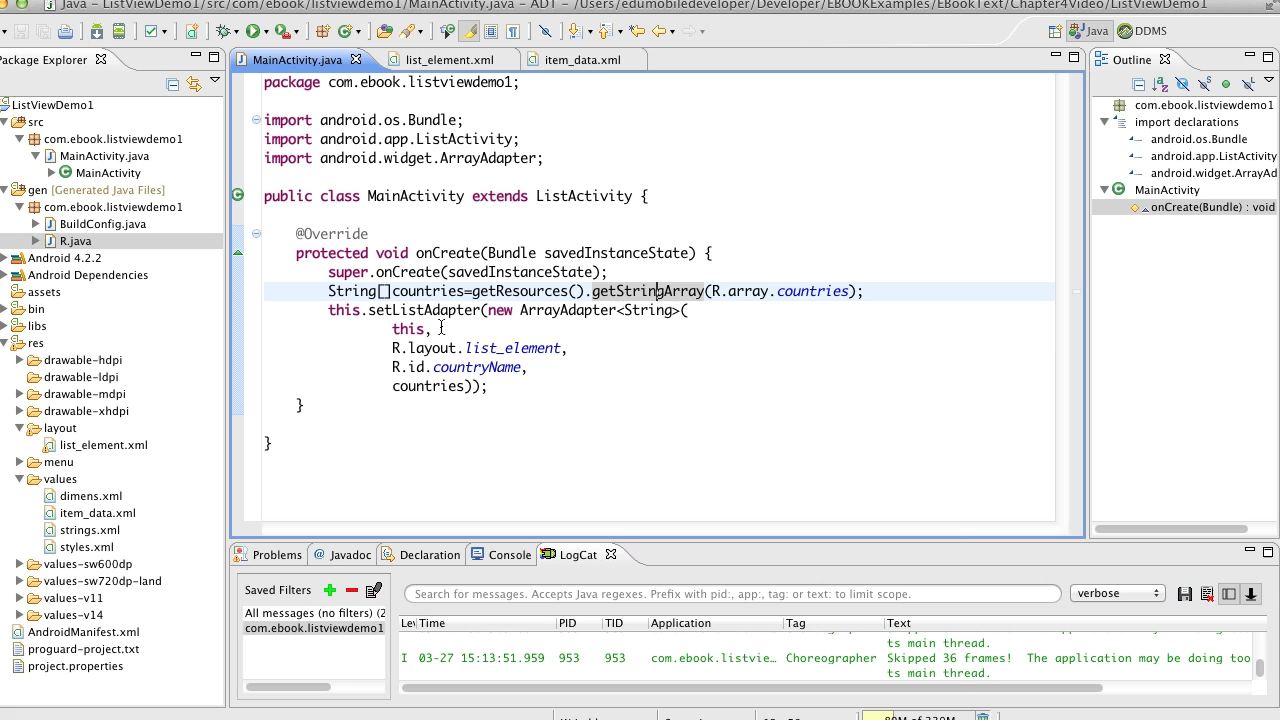 Java - ListViewDemo1/src/com/ebook/listviewdemo1/MainActivity.java - ADT - /Users/edumobiledeveloper/Developer/EBOOKExamples/EBookText/Chapter4Video/ListViewDemo1
Java
DDMS
Package Explorer
ListViewDemo1
src
com.ebook.listviewdemo1
MainActivity.java
MainActivity
gen [Generated Java Files]
com.ebook.listviewdemo1
BuildConfig.java
R.java
Android 4.2.2
Android Dependencies
assets
bin
libs
res
drawable-hdpi
drawable-ldpi
drawable-mdpi
drawable-xhdpi
layout
list_element.xml
menu
values
dimens.xml
item_data.xml
strings.xml
styles.xml
values-sw600dp
values-sw720dp-land
values-v11
values-v14
AndroidManifest.xml
proguard-project.txt
project.properties
MainActivity.java
list_element.xml
item_data.xml
package com.ebook.listviewdemo1;
import android.os.Bundle;
import android.app.ListActivity;
import android.widget.ArrayAdapter;
public class MainActivity extends ListActivity {
@Override
protected void onCreate(Bundle savedInstanceState) {
super.onCreate(savedInstanceState);
String[]countries=getResources().getStringArray(R.array.countries);
this.setListAdapter(new ArrayAdapter<String>(
this,
R.layout.list_element,
R.id.countryName,
countries));
}
}
Outline
com.ebook.listviewdemo1
import declarations
android.os.Bundle
android.app.ListActivity
android.widget.ArrayAd
MainActivity
onCreate(Bundle) : void
Problems
Javadoc
Declaration
Console
LogCat
Saved Filters
All messages (no filters) (2
com.ebook.listviewdemo1
Search for messages. Accepts Java regexes. Prefix with pid:, app:, tag: or text: to limit scope.
verbose
Time PID TID Application Tag Text
ts main thread.
I 03-27 15:13:51.959 953 953 com.ebook.listvie… Choreographer Skipped 36 frames! The application may be doing too
ts main thread.